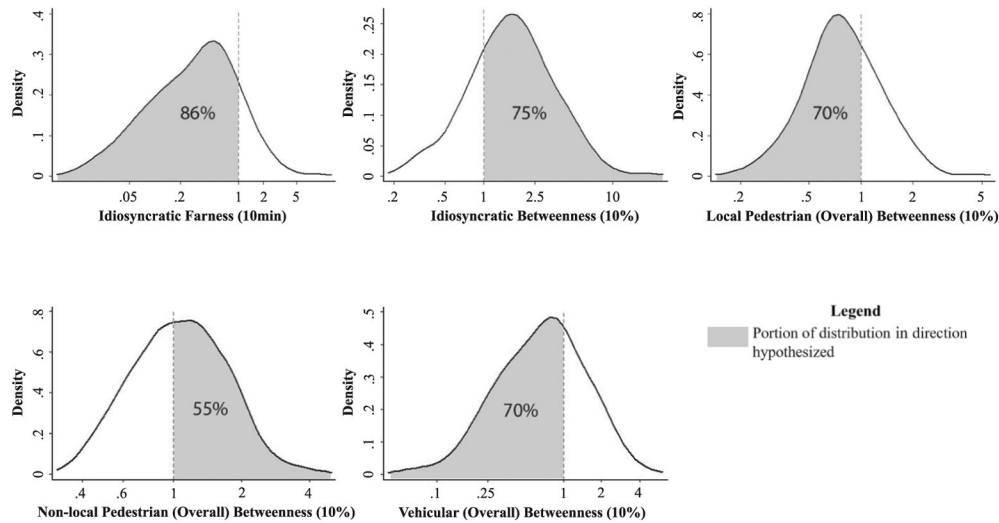 Density
.4
.3
.2
.1
0
86%
.05 .2 1 2 5
Idiosyncratic Farness (10min)
Density
.25
.2
.15
.1
.05
0
75%
.2 .5 1 2.5 10
Idiosyncratic Betweenness (10%)
Density
.8
.6
.4
.2
0
70%
.2 .5 1 2 5
Local Pedestrian (Overall) Betweenness (10%)
Density
.8
.6
.4
.2
0
55%
.4 .6 1 2 4
Non-local Pedestrian (Overall) Betweenness (10%)
Density
.5
.4
.3
.2
.1
0
70%
.1 .25 1 2 4
Vehicular (Overall) Betweenness (10%)
Legend
Portion of distribution in direction
hypothesized